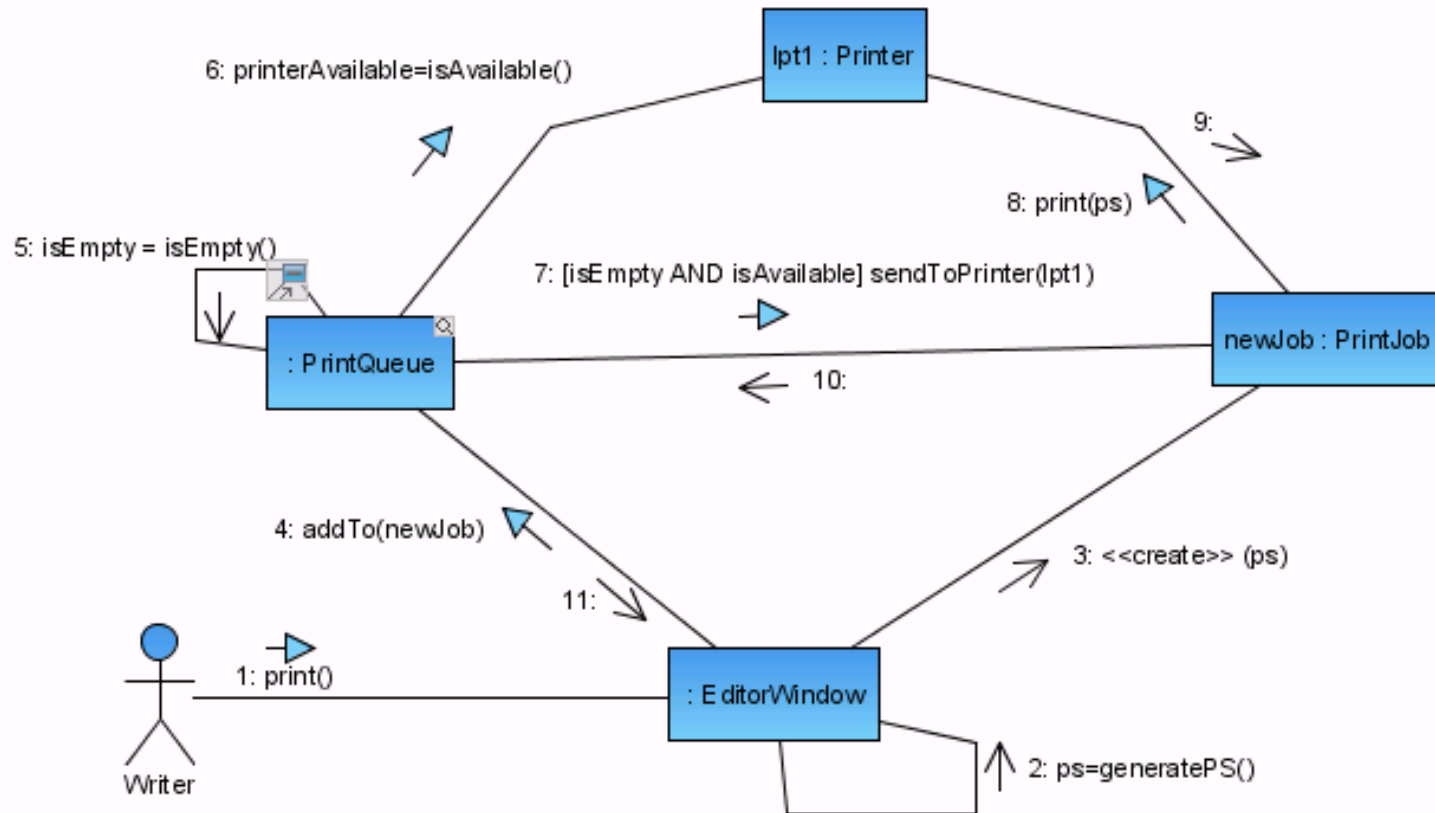 lpt1 : Printer
6: printerAvailable=isAvailable()
9:
8: print(ps)
5: isEmpty = isEmpty()
7: [isEmpty AND isAvailable] sendToPrinter(lpt1)
newJob : PrintJob
: PrintQueue
10:
4: addTo(newJob)
3: <<create>> (ps)
11:
1: print()
: EditorWindow
2: ps=generatePS()
Writer